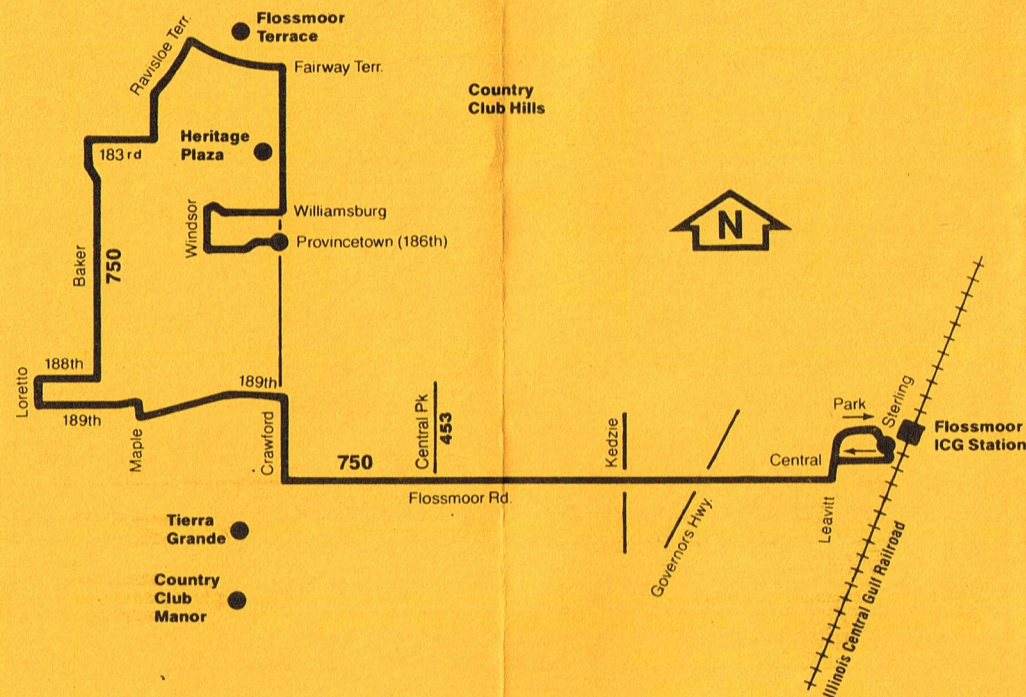 Flossmoor
Terrace
Ravisloe Terr.
Fairway Terr.
Country
Club Hills
Heritage
Plaza
183rd
Windsor
Williamsburg
Provincetown (186th)
N
Baker
750
188th
Loretto
189th
189th
Maple
Crawford
Central Pk
453
Kedzie
750
Flossmoor Rd.
Governors Hwy.
Park
Sterling
Central
Leavitt
Flossmoor
ICG Station
Tierra
Grande
Country
Club
Manor
Illinois Central Gulf Railroad